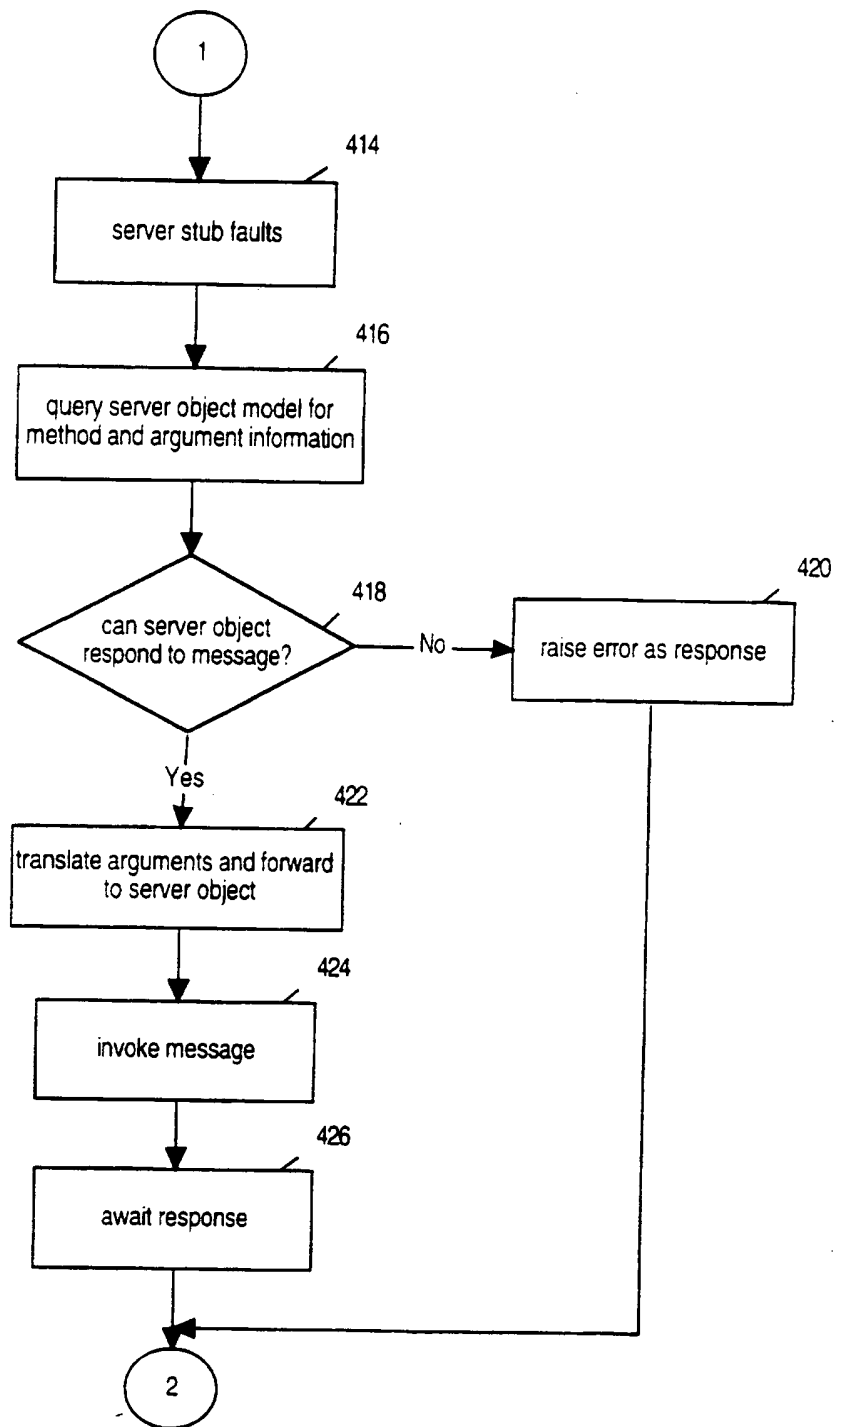 1
414
server stub faults
416
query server object model for
method and argument information
418
can server object
respond to message?
No
420
raise error as response
Yes
422
translate arguments and forward
to server object
424
invoke message
426
await response
2